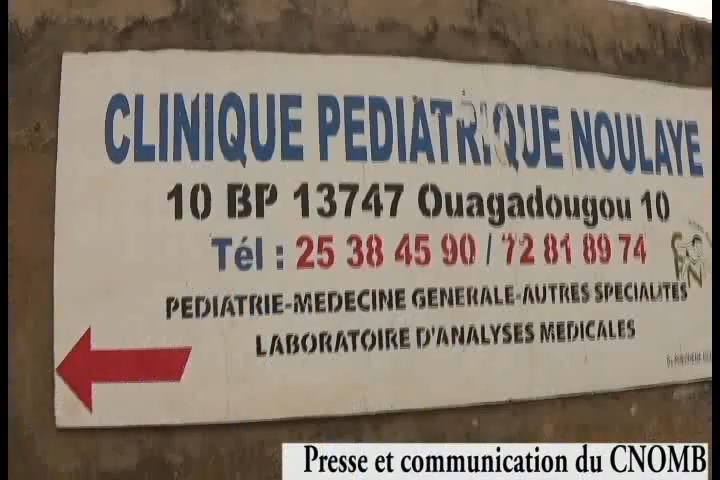 CLINIQUE PEDIATRIQUE NOULAYE
10 BP 13747 Ouagadougou 10
Tél : 25 38 45 90 / 72 81 89 74
PEDIATRIE-MEDECINE GENERALE-AUTRES SPECIALITES
LABORATOIRE D'ANALYSES MEDICALES
Presse et communication du CNOMB